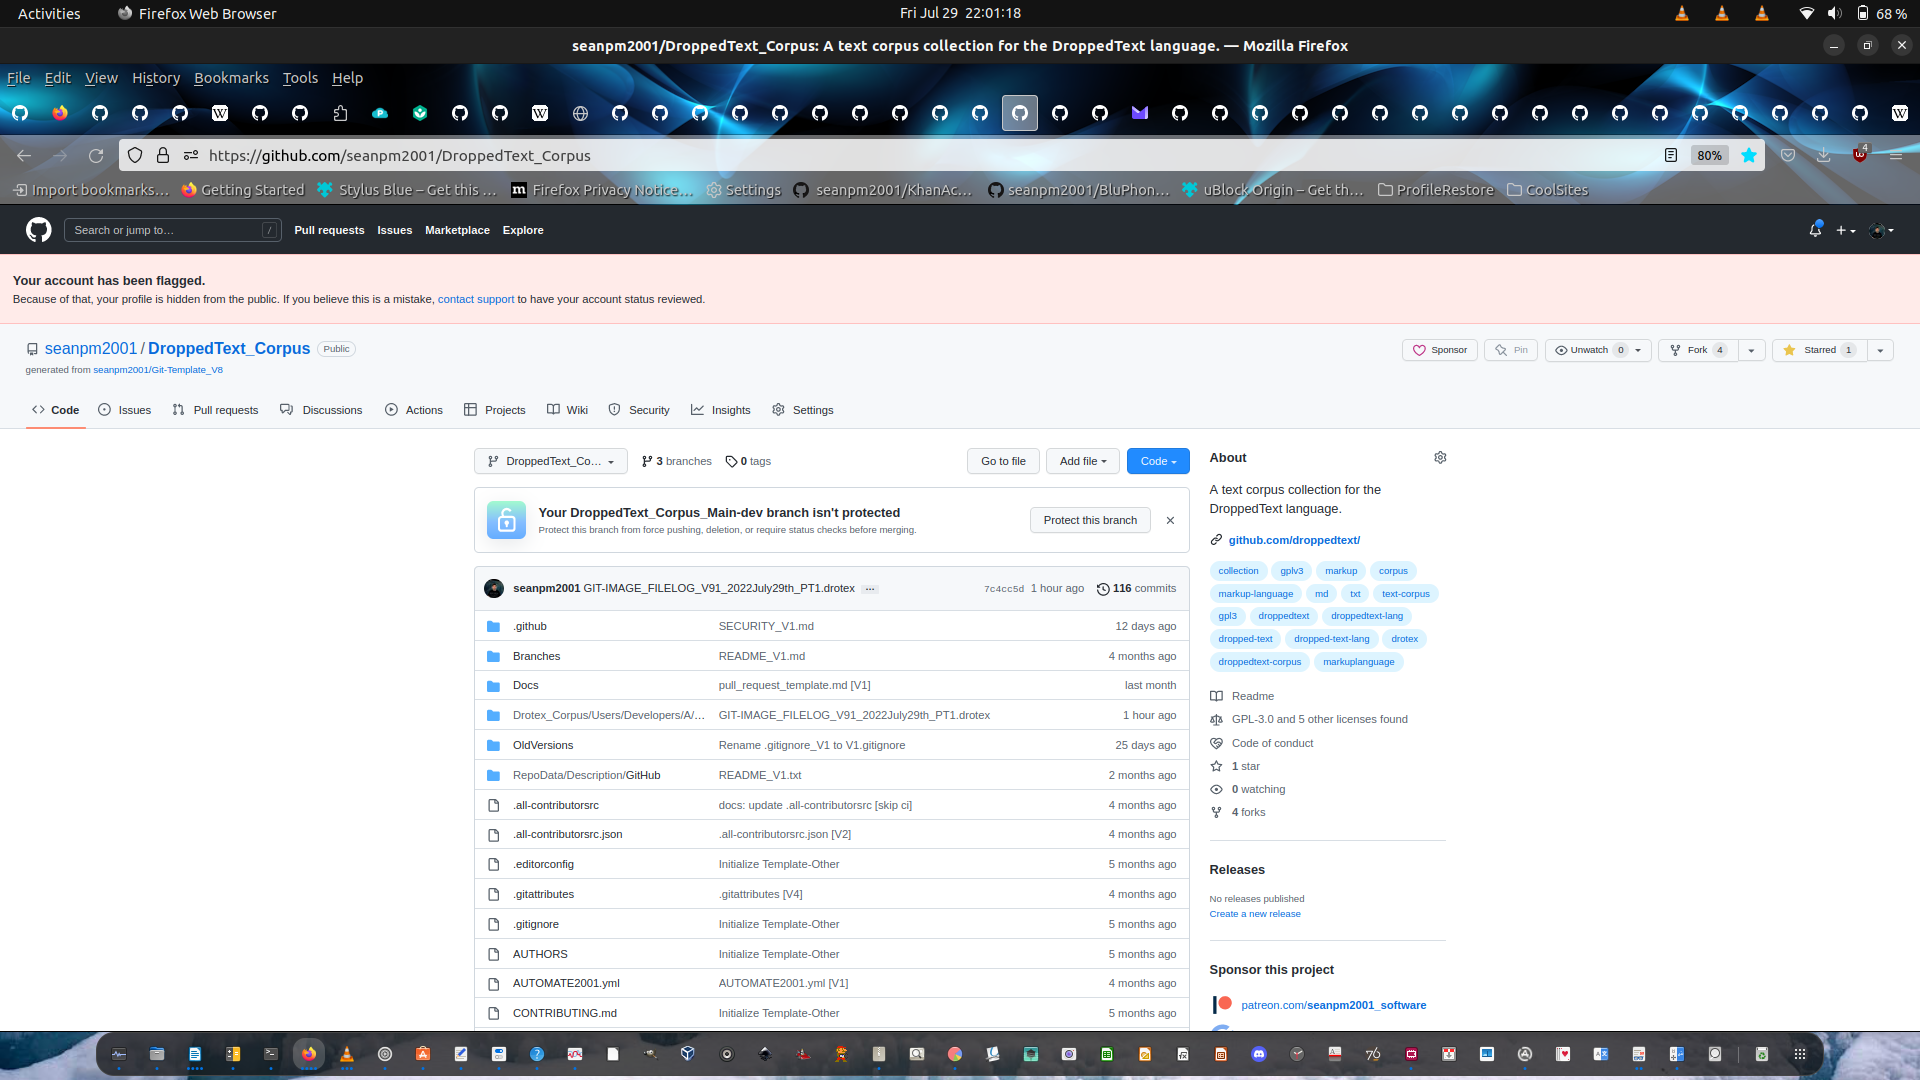 Activities Firefox Web Browser Fri Jul 29 22:01:18 68 %
seanpm2001/DroppedText_Corpus: A text corpus collection for the DroppedText language. — Mozilla Firefox
File Edit View History Bookmarks Tools Help
https://github.com/seanpm2001/DroppedText_Corpus 80% 4
Import bookmarks… Getting Started Stylus Blue – Get this … Firefox Privacy Notice… Settings seanpm2001/KhanAc… seanpm2001/BluPhon… uBlock Origin – Get th… ProfileRestore CoolSites
Search or jump to… / Pull requests Issues Marketplace Explore
Your account has been flagged.
Because of that, your profile is hidden from the public. If you believe this is a mistake, contact support to have your account status reviewed.
seanpm2001 / DroppedText_Corpus Public Sponsor Pin Unwatch 0 Fork 4 Starred 1
generated from seanpm2001/Git-Template_V8
Code Issues Pull requests Discussions Actions Projects Wiki Security Insights Settings
DroppedText_Co… 3 branches 0 tags Go to file Add file Code
Your DroppedText_Corpus_Main-dev branch isn't protected
Protect this branch from force pushing, deletion, or require status checks before merging.
Protect this branch
seanpm2001 GIT-IMAGE_FILELOG_V91_2022July29th_PT1.drotex … 7c4cc5d 1 hour ago 116 commits
.github SECURITY_V1.md 12 days ago
Branches README_V1.md 4 months ago
Docs pull_request_template.md [V1] last month
Drotex_Corpus/Users/Developers/A/… GIT-IMAGE_FILELOG_V91_2022July29th_PT1.drotex 1 hour ago
OldVersions Rename .gitignore_V1 to V1.gitignore 25 days ago
RepoData/Description/GitHub README_V1.txt 2 months ago
.all-contributorsrc docs: update .all-contributorsrc [skip ci] 4 months ago
.all-contributorsrc.json .all-contributorsrc.json [V2] 4 months ago
.editorconfig Initialize Template-Other 5 months ago
.gitattributes .gitattributes [V4] 4 months ago
.gitignore Initialize Template-Other 5 months ago
AUTHORS Initialize Template-Other 5 months ago
AUTOMATE2001.yml AUTOMATE2001.yml [V1] 4 months ago
CONTRIBUTING.md Initialize Template-Other 5 months ago
About
A text corpus collection for the
DroppedText language.
github.com/droppedtext/
collection gplv3 markup corpus
markup-language md txt text-corpus
gpl3 droppedtext droppedtext-lang
dropped-text dropped-text-lang drotex
droppedtext-corpus markuplanguage
Readme
GPL-3.0 and 5 other licenses found
Code of conduct
1 star
0 watching
4 forks
Releases
No releases published
Create a new release
Sponsor this project
patreon.com/seanpm2001_software